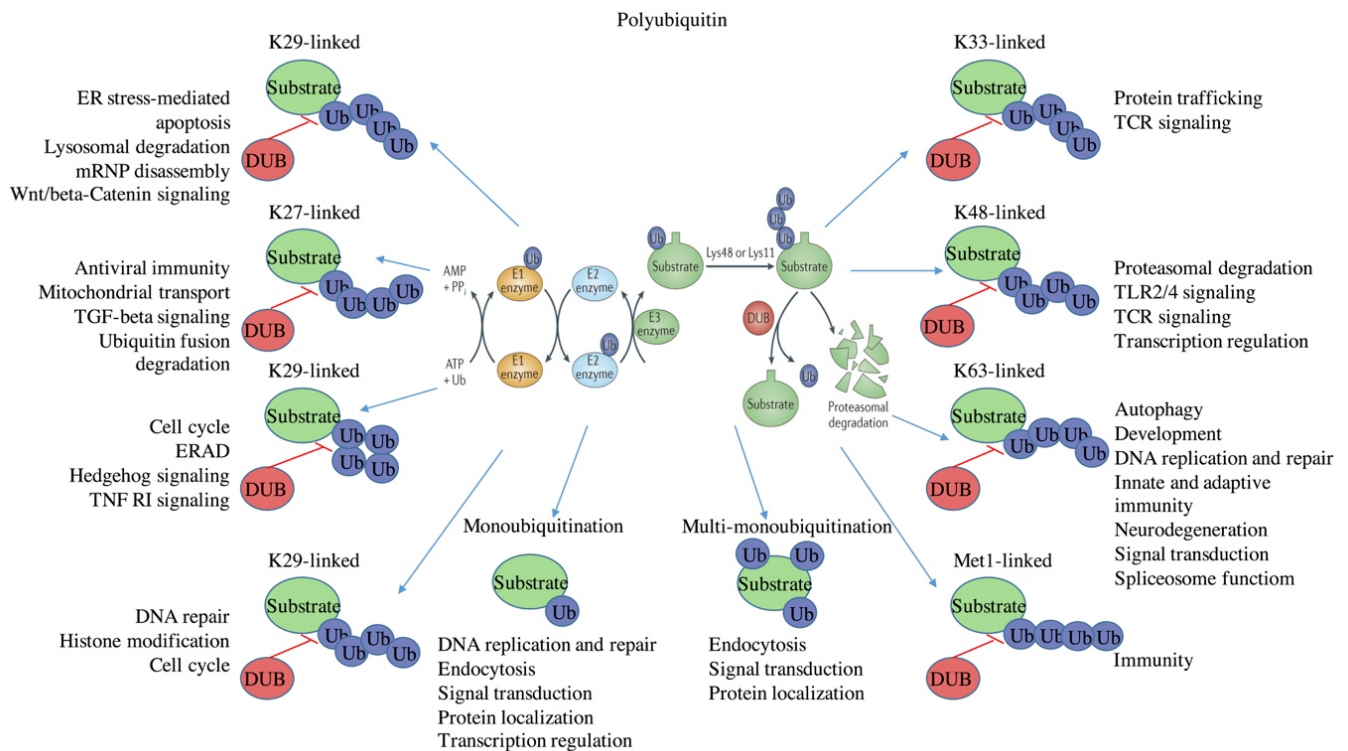 Polyubiquitin
K29-linked
Substrate
Ub
Ub
Ub
Ub
DUB
ER stress-mediated
apoptosis
Lysosomal degradation
mRNP disassembly
Wnt/beta-Catenin signaling
K27-linked
Substrate
Ub
Ub
Ub
Ub
DUB
Antiviral immunity
Mitochondrial transport
TGF-beta signaling
Ubiquitin fusion
degradation
K29-linked
Substrate
Ub
Ub
Ub
Ub
DUB
Cell cycle
ERAD
Hedgehog signaling
TNF RI signaling
K29-linked
Substrate
Ub
Ub
Ub
Ub
DUB
DNA repair
Histone modification
Cell cycle
AMP
+ PPi
ATP
+ Ub
Ub
E1
enzyme
E1
enzyme
E2
enzyme
Ub
E2
enzyme
E3
enzyme
Ub
Substrate
Lys48 or Lys11
Ub
Ub
Ub
Substrate
DUB
Ub
Substrate
Proteasomal
degradation
Monoubiquitination
Substrate
Ub
DNA replication and repair
Endocytosis
Signal transduction
Protein localization
Transcription regulation
Multi-monoubiquitination
Ub
Ub
Substrate
Ub
Endocytosis
Signal transduction
Protein localization
K33-linked
Substrate
Ub
Ub
Ub
Ub
DUB
Protein trafficking
TCR signaling
K48-linked
Substrate
Ub
Ub
Ub
Ub
DUB
Proteasomal degradation
TLR2/4 signaling
TCR signaling
Transcription regulation
K63-linked
Substrate
Ub
Ub
Ub
Ub
DUB
Autophagy
Development
DNA replication and repair
Innate and adaptive
immunity
Neurodegeneration
Signal transduction
Spliceosome functiom
Met1-linked
Substrate
Ub
Ub
Ub
Ub
DUB
Immunity